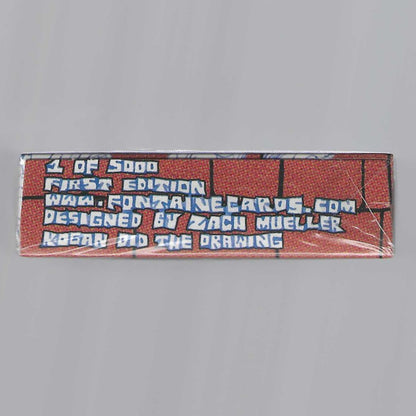 1 OF 5000
FIRST EDITION
WWW.FONTAINECARDS.COM
DESIGNED BY ZACH MUELLER
KOGAN DID THE DRAWING